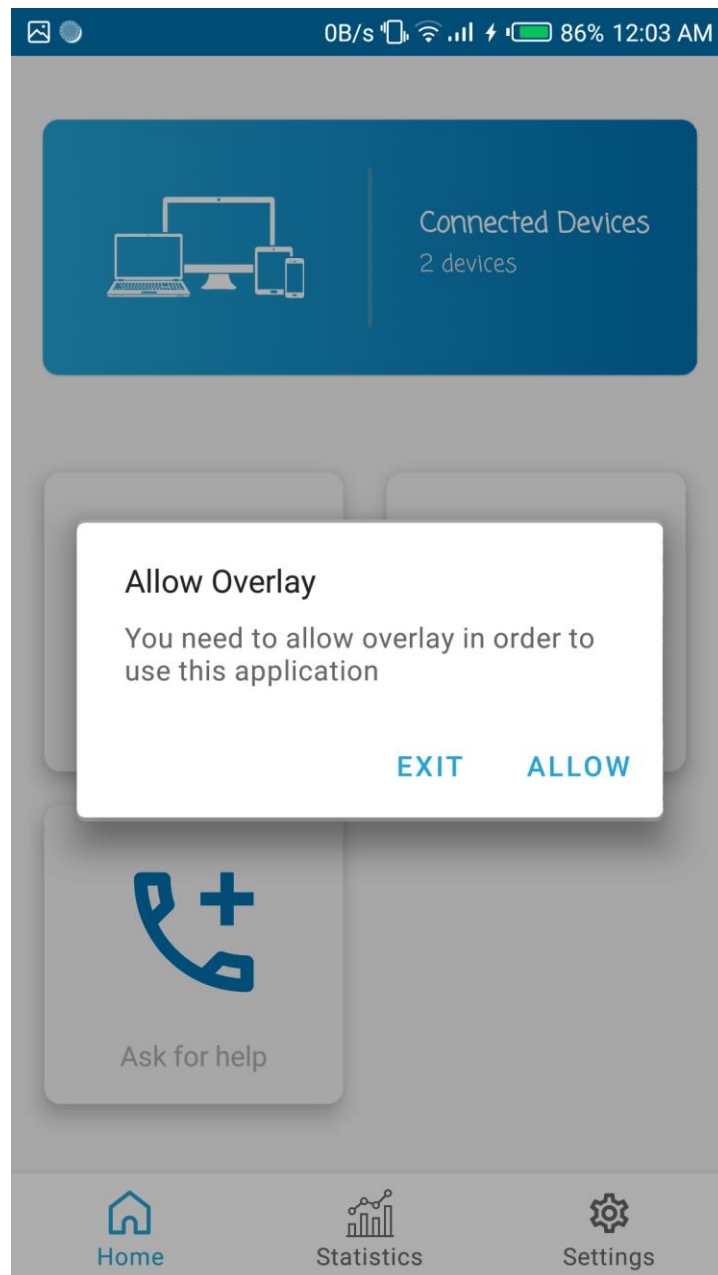 0B/s 86% 12:03 AM
Connected Devices
2 devices
Allow Overlay
You need to allow overlay in order to
use this application
EXIT ALLOW
Ask for help
Home Statistics Settings